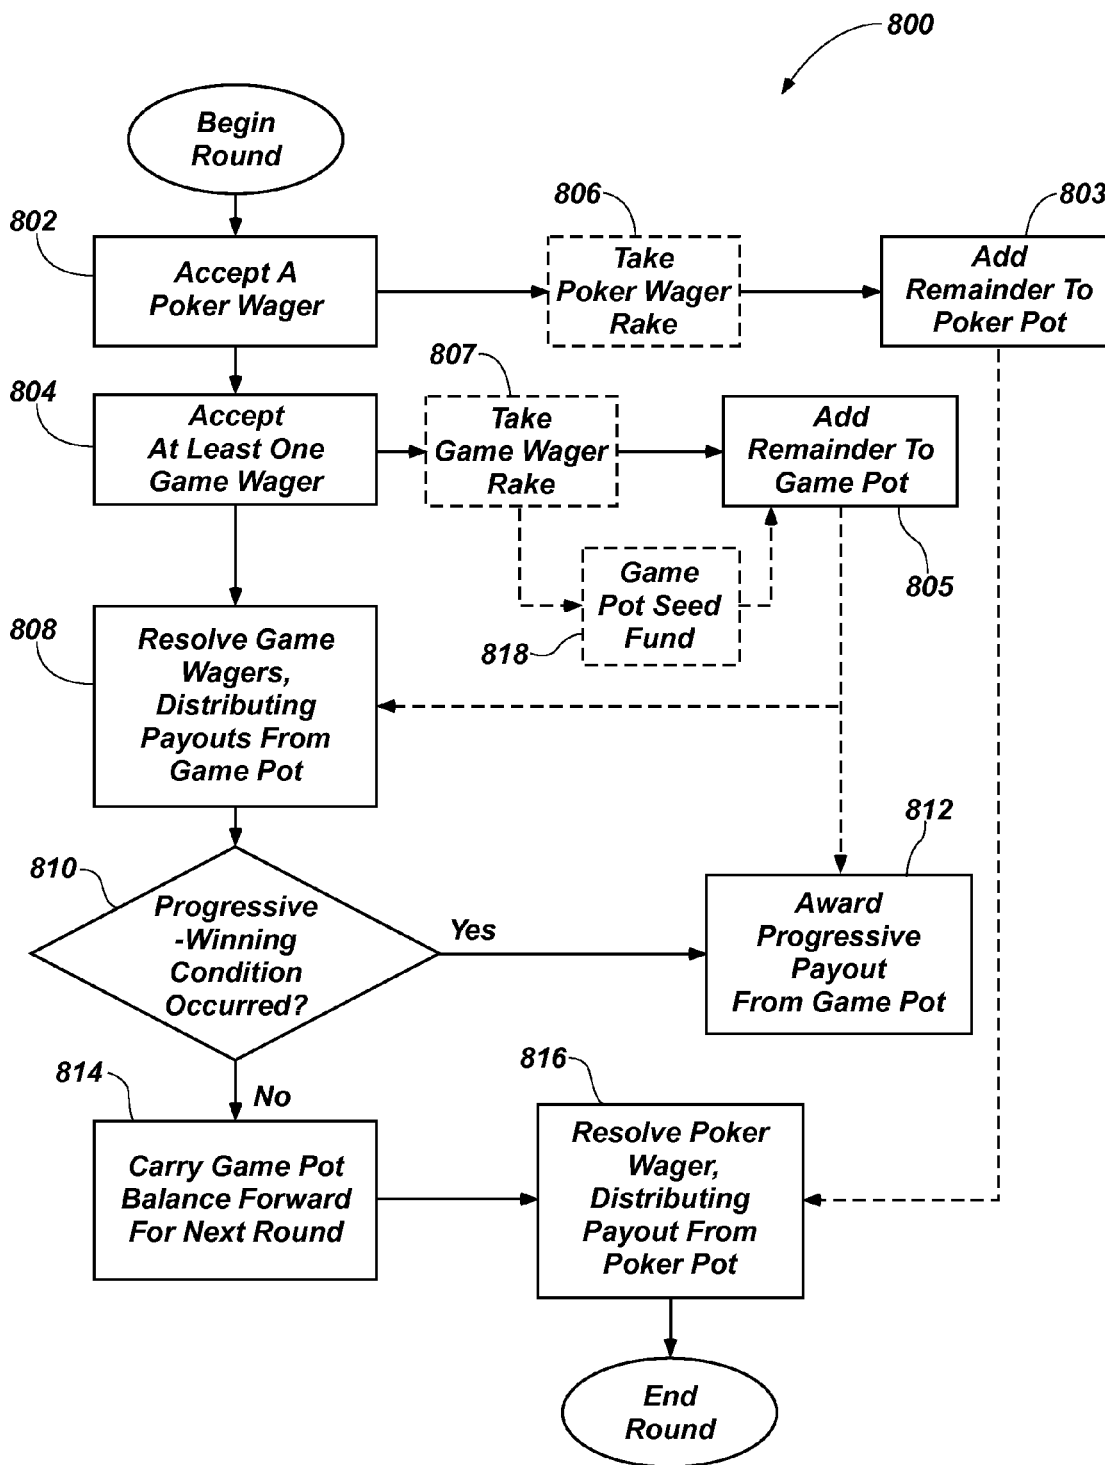 800
Begin
Round
802
Accept A
Poker Wager
806
Take
Poker Wager
Rake
803
Add
Remainder To
Poker Pot
804
Accept
At Least One
Game Wager
807
Take
Game Wager
Rake
Add
Remainder To
Game Pot
805
Game
Pot Seed
Fund
818
808
Resolve Game
Wagers,
Distributing
Payouts From
Game Pot
810
Progressive
-Winning
Condition
Occurred?
Yes
812
Award
Progressive
Payout
From Game Pot
No
814
Carry Game Pot
Balance Forward
For Next Round
816
Resolve Poker
Wager,
Distributing
Payout From
Poker Pot
End
Round